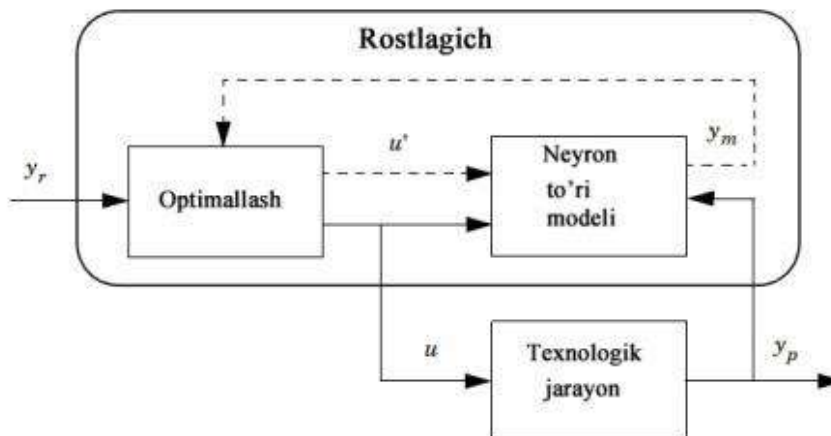 Rostlagich
y_r
Optimallash
u'
Neyron
to'ri
modeli
y_m
u
Texnologik
jarayon
y_p